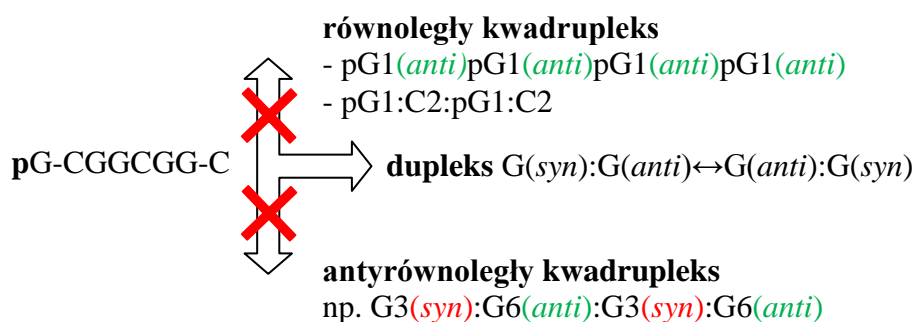 równoległy kwadrupleks
- pG1(anti)pG1(anti)pG1(anti)pG1(anti)
- pG1:C2:pG1:C2
pG-CGGCGG-C
dupleks G(syn):G(anti)↔G(anti):G(syn)
antyrównoległy kwadrupleks
np. G3(syn):G6(anti):G3(syn):G6(anti)